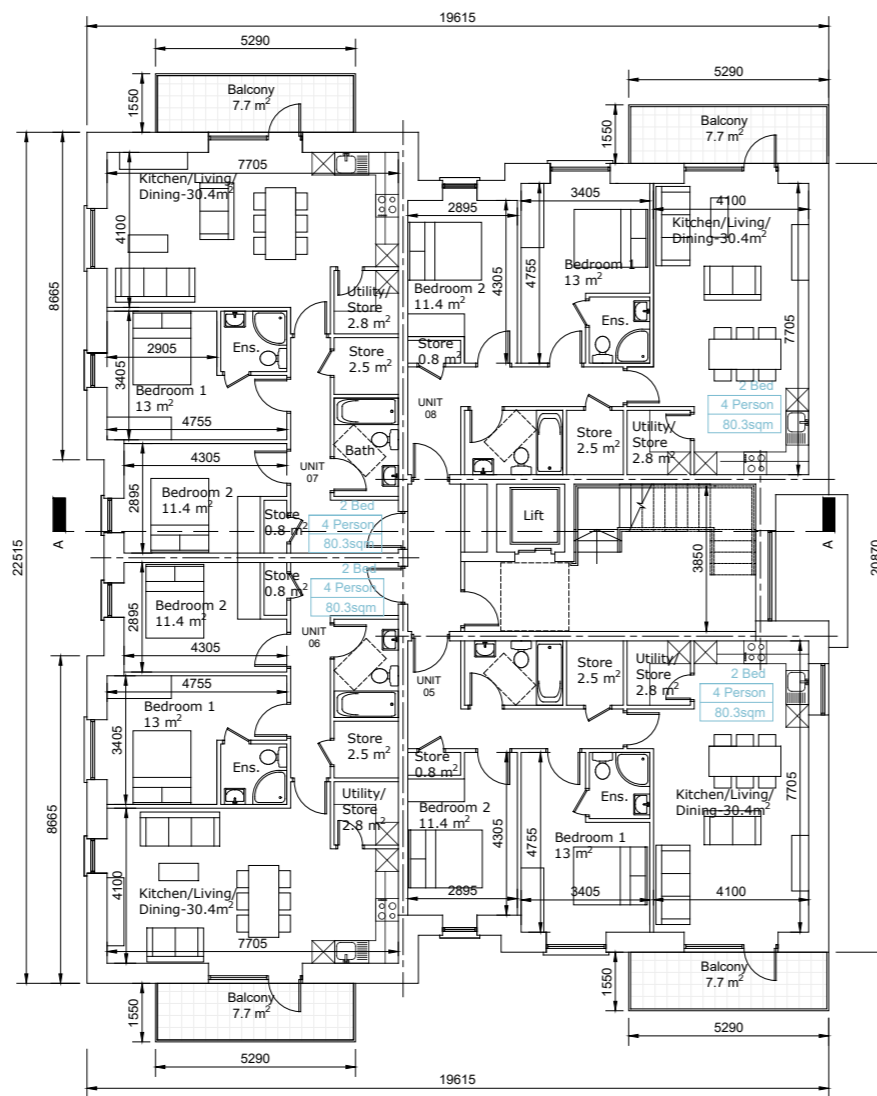 19615
5290
5290
Balcony
7.7 m²
1550
Balcony
7.7 m²
1550
7705
Kitchen/Living/
Dining-30.4m²
4100
8665
22515
20870
3405
2895
4755
4305
Bedroom 2
11.4 m²
Bedroom 1
13 m²
4100
Kitchen/Living/
Dining-30.4m²
7705
Utility/
Store
2.8 m²
Store
2.5 m²
Store
0.8 m²
Ens.
Ens.
2905
3405
Bedroom 1
13 m²
4755
UNIT
08
2 Bed
4 Person
80.3sqm
Store
2.5 m²
Utility/
Store
2.8 m²
Bath
4305
UNIT
07
2895
Bedroom 2
11.4 m²
Store
0.8 m²
2 Bed
4 Person
80.3sqm
A
Lift
A
3850
2895
Bedroom 2
11.4 m²
Store
0.8 m²
2 Bed
4 Person
80.3sqm
4305
UNIT
06
UNIT
05
Store
2.5 m²
Utility/
Store
2.8 m²
2 Bed
4 Person
80.3sqm
4755
Bedroom 1
13 m²
3405
Ens.
Store
2.5 m²
Store
0.8 m²
Bedroom 2
11.4 m²
4305
2895
Ens.
4755
Bedroom 1
13 m²
3405
Kitchen/Living/
Dining-30.4m²
7705
4100
8665
Utility/
Store
2.8 m²
4100
Kitchen/Living/
Dining-30.4m²
7705
Balcony
7.7 m²
1550
5290
Balcony
7.7 m²
1550
5290
19615